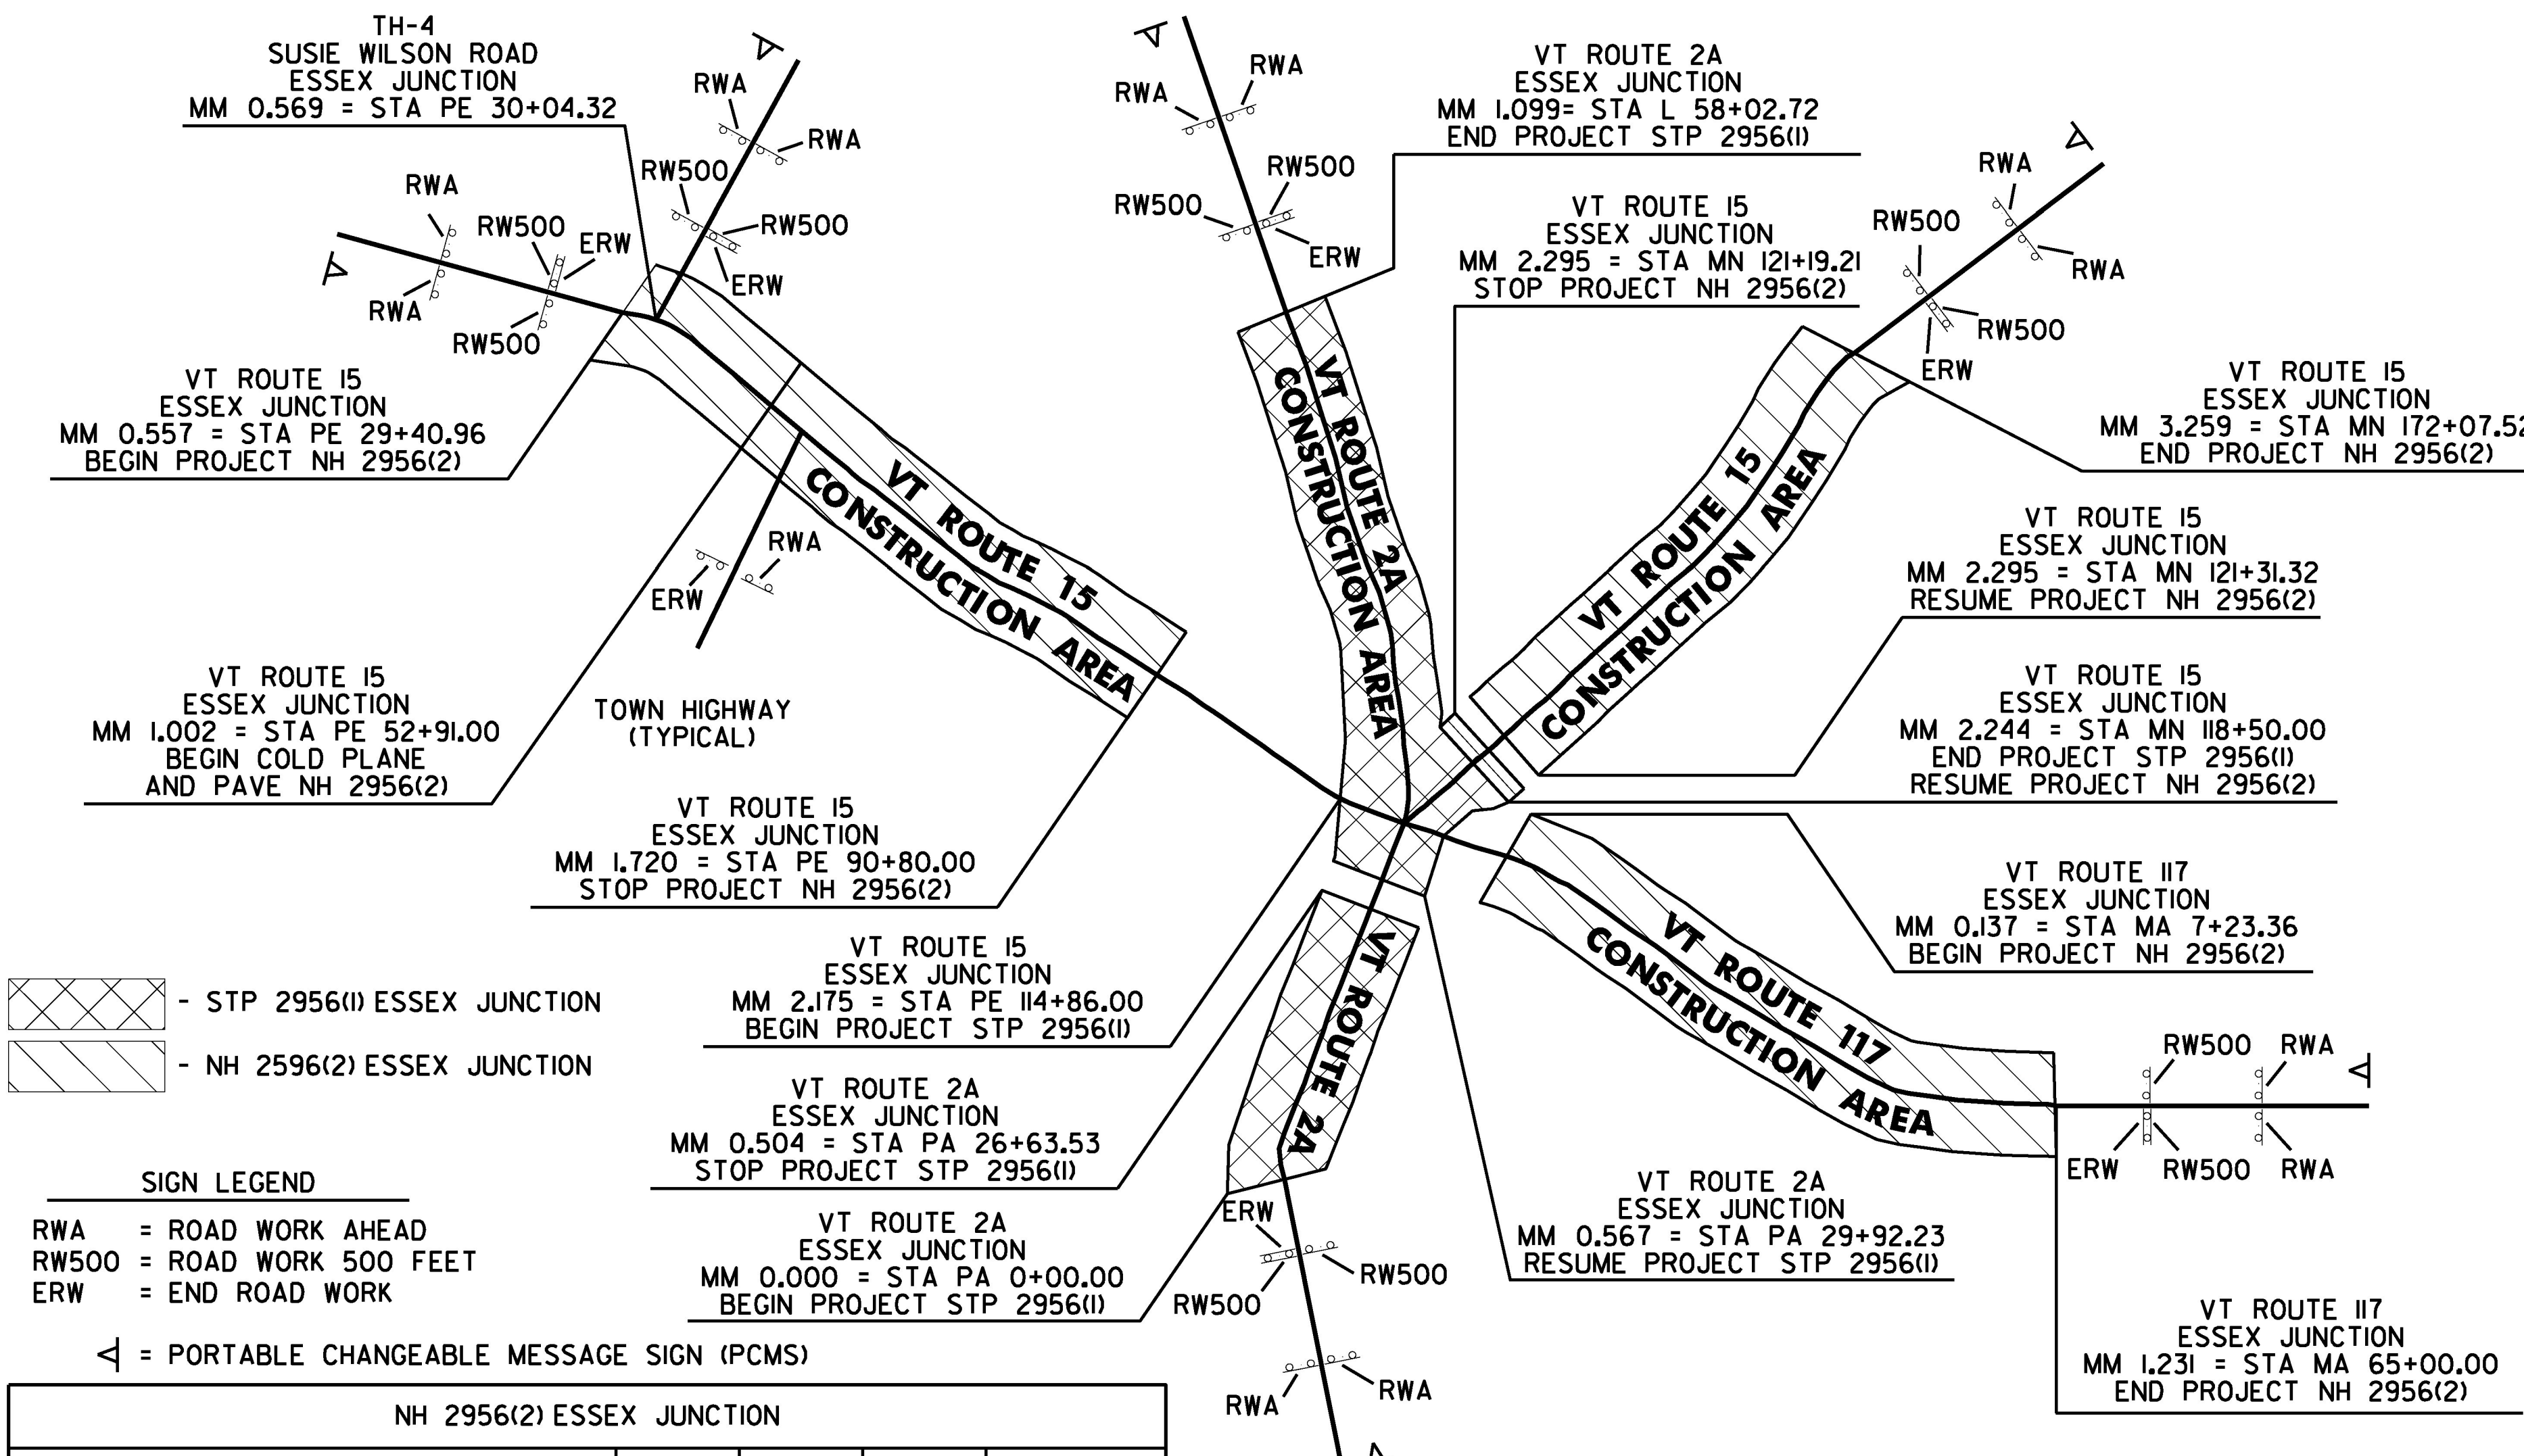 TH-4
SUSIE WILSON ROAD
ESSEX JUNCTION
MM 0.569 = STA PE 30+04.32
RWA
RWA
RW500
RW500
ERW
RWA
RW500
ERW
RWA
RW500
VT ROUTE 15
ESSEX JUNCTION
MM 0.557 = STA PE 29+40.96
BEGIN PROJECT NH 2956(2)
RWA
RWA
RW500
RW500
ERW
VT ROUTE 2A
ESSEX JUNCTION
MM 1.099= STA L 58+02.72
END PROJECT STP 2956(1)
VT ROUTE 15
ESSEX JUNCTION
MM 2.295 = STA MN 121+19.21
STOP PROJECT NH 2956(2)
RWA
RW500
RWA
RW500
ERW
VT ROUTE 15
ESSEX JUNCTION
MM 3.259 = STA MN 172+07.52
END PROJECT NH 2956(2)
VT ROUTE 15
CONSTRUCTION AREA
VT ROUTE 2A
CONSTRUCTION AREA
VT ROUTE 15
CONSTRUCTION AREA
RWA
ERW
TOWN HIGHWAY
(TYPICAL)
VT ROUTE 15
ESSEX JUNCTION
MM 2.295 = STA MN 121+31.32
RESUME PROJECT NH 2956(2)
VT ROUTE 15
ESSEX JUNCTION
MM 1.002 = STA PE 52+91.00
BEGIN COLD PLANE
AND PAVE NH 2956(2)
VT ROUTE 15
ESSEX JUNCTION
MM 2.244 = STA MN 118+50.00
END PROJECT STP 2956(1)
RESUME PROJECT NH 2956(2)
VT ROUTE 15
ESSEX JUNCTION
MM 1.720 = STA PE 90+80.00
STOP PROJECT NH 2956(2)
VT ROUTE 117
ESSEX JUNCTION
MM 0.137 = STA MA 7+23.36
BEGIN PROJECT NH 2956(2)
VT ROUTE 15
ESSEX JUNCTION
MM 2.175 = STA PE 114+86.00
BEGIN PROJECT STP 2956(1)
VT ROUTE 2A
VT ROUTE 117
CONSTRUCTION AREA
- STP 2956(1) ESSEX JUNCTION
- NH 2596(2) ESSEX JUNCTION
RW500
RWA
ERW
RW500
RWA
VT ROUTE 2A
ESSEX JUNCTION
MM 0.504 = STA PA 26+63.53
STOP PROJECT STP 2956(1)
VT ROUTE 2A
ESSEX JUNCTION
MM 0.567 = STA PA 29+92.23
RESUME PROJECT STP 2956(1)
SIGN LEGEND
RWA = ROAD WORK AHEAD
RW500 = ROAD WORK 500 FEET
ERW = END ROAD WORK
= PORTABLE CHANGEABLE MESSAGE SIGN (PCMS)
VT ROUTE 2A
ESSEX JUNCTION
MM 0.000 = STA PA 0+00.00
BEGIN PROJECT STP 2956(1)
ERW
RW500
RW500
RWA
RWA
VT ROUTE 117
ESSEX JUNCTION
MM 1.231 = STA MA 65+00.00
END PROJECT NH 2956(2)
NH 2956(2) ESSEX JUNCTION